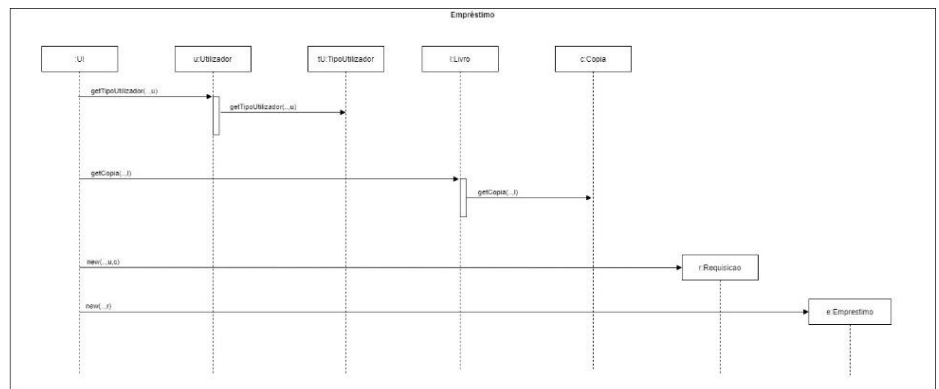 Empréstimo
:UI
u:Utilizador
tU:TipoUtilizador
l:Livro
c:Copia
getTipoUtilizador(...u)
getTipoUtilizador(...u)
getCopia(...l)
getCopia(...l)
new(...u,c)
r:Requisicao
new(...r)
e:Emprestimo